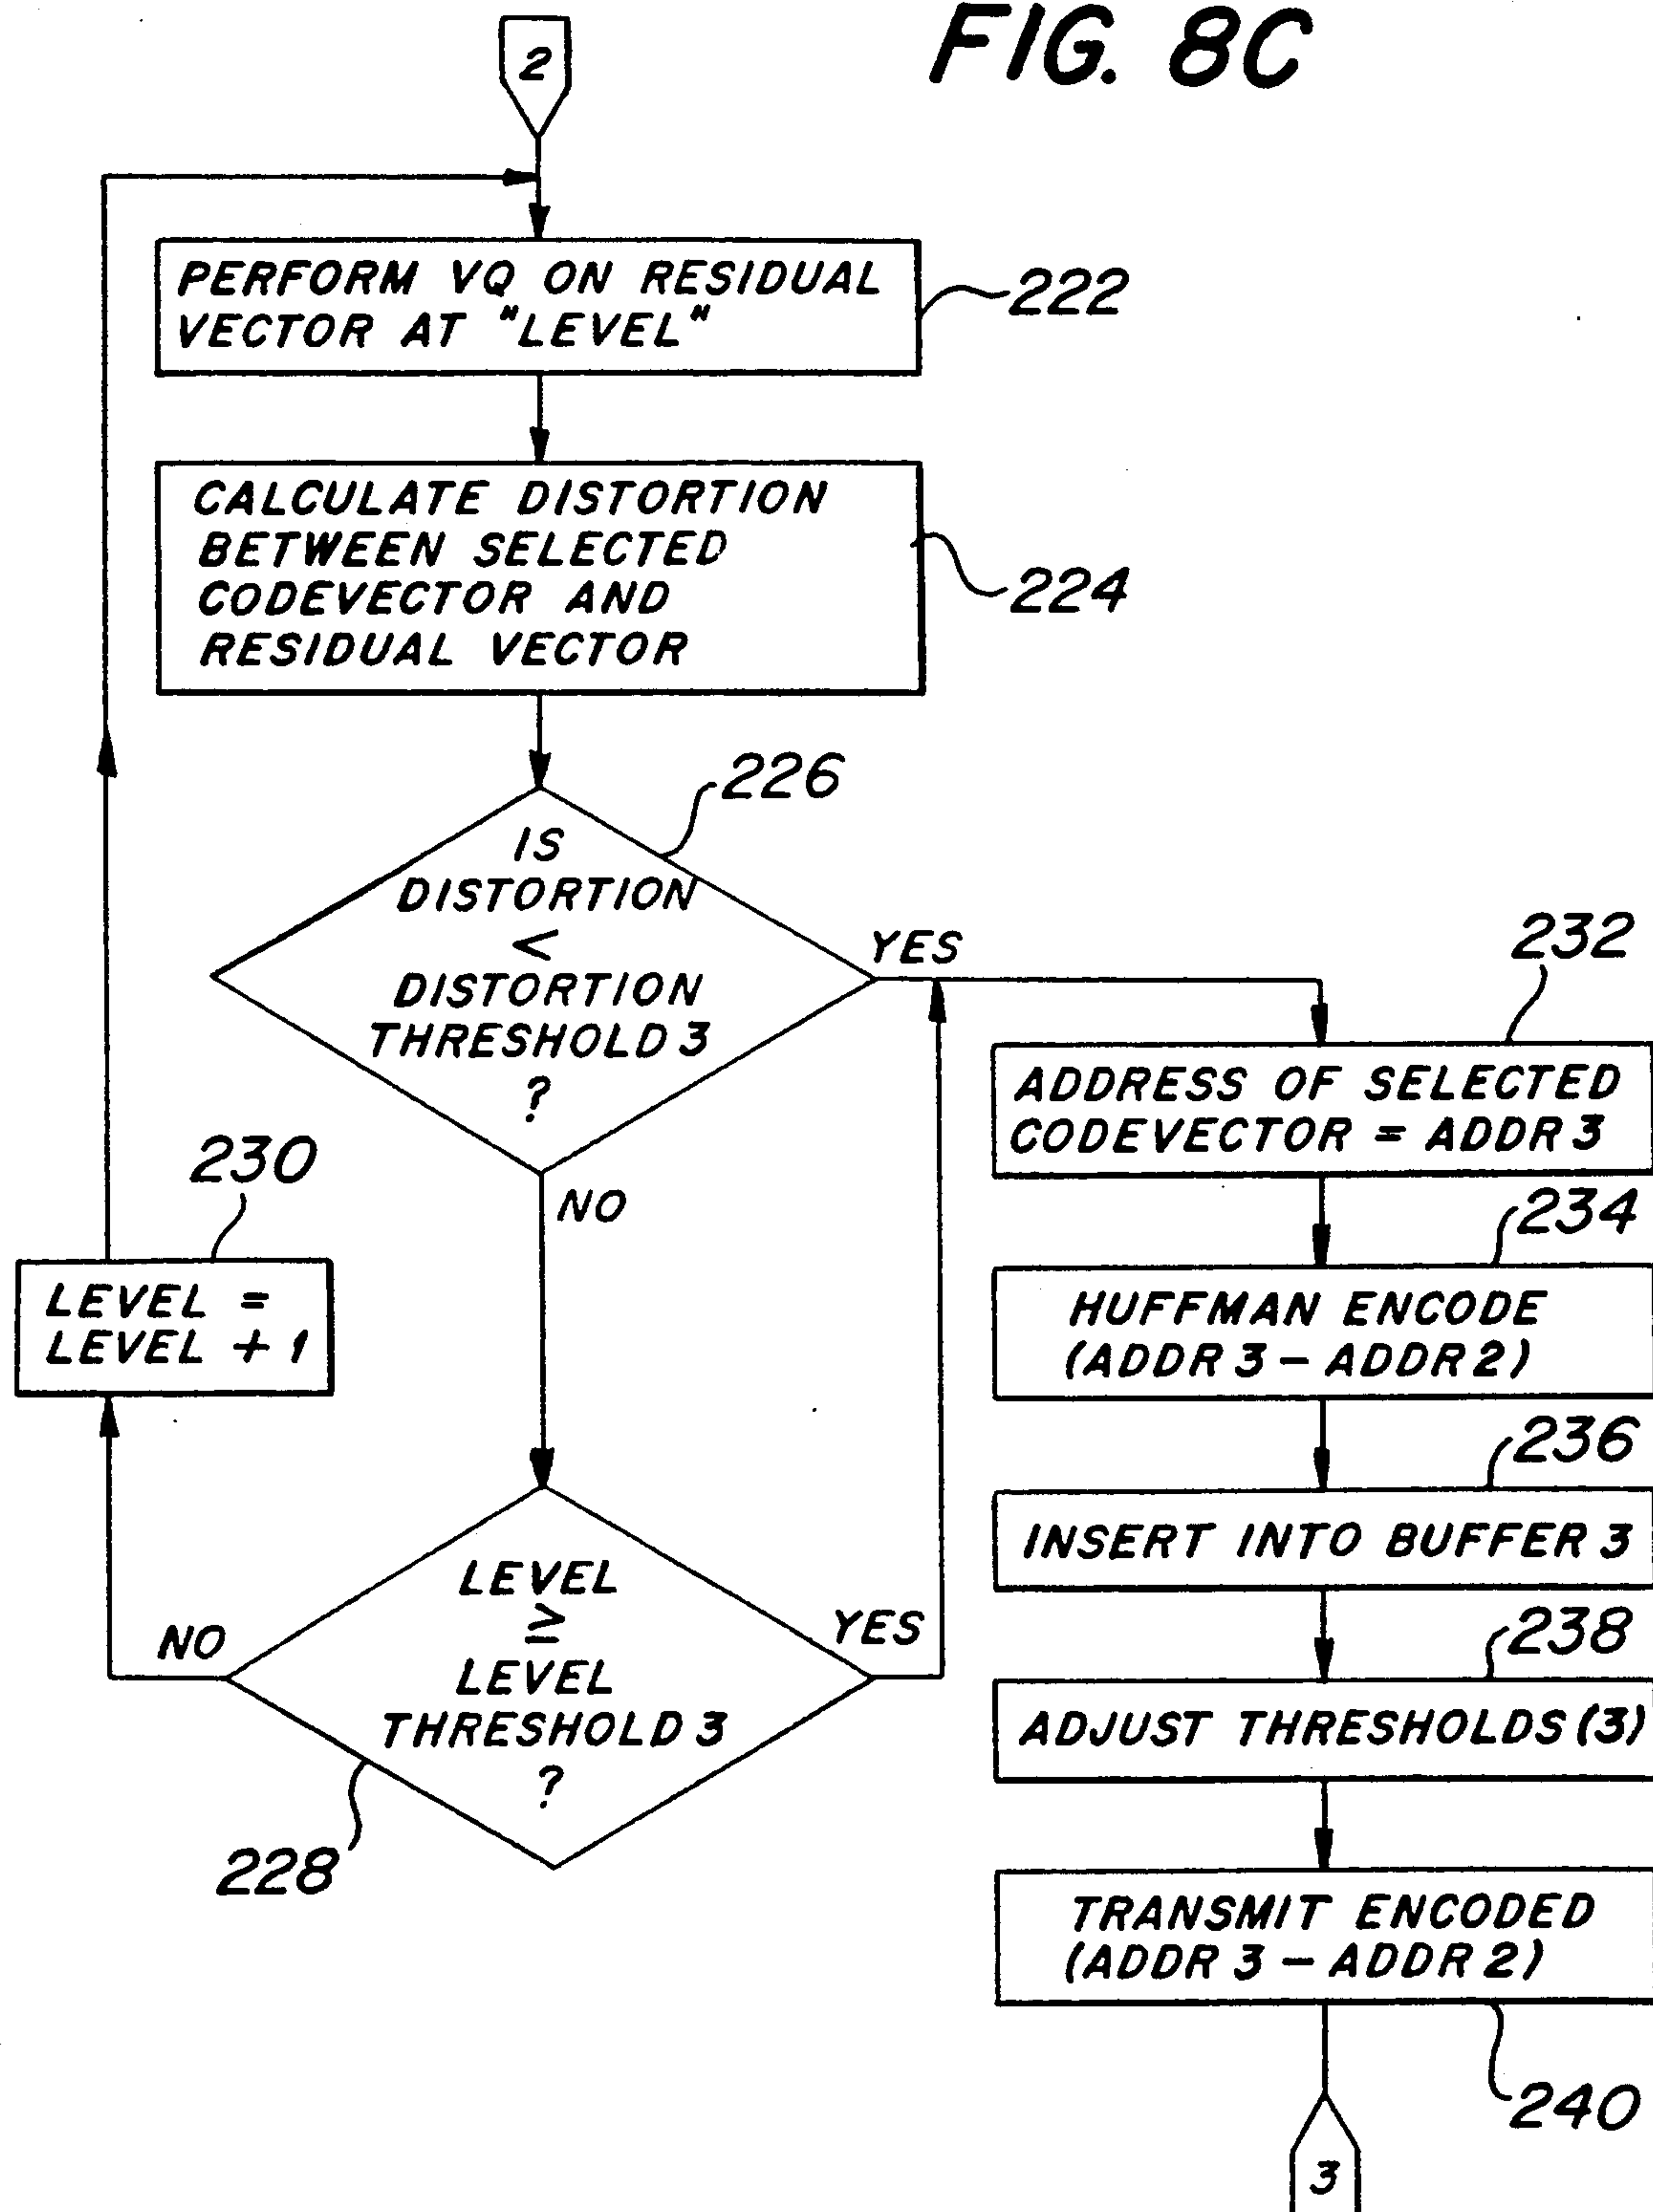 FIG. 8C
2
PERFORM VQ ON RESIDUAL
VECTOR AT "LEVEL"
222
CALCULATE DISTORTION
BETWEEN SELECTED
CODEVECTOR AND
RESIDUAL VECTOR
224
226
IS
DISTORTION
<
DISTORTION
THRESHOLD 3
?
YES
NO
230
LEVEL =
LEVEL + 1
LEVEL
≥
LEVEL
THRESHOLD 3
?
NO
YES
228
232
ADDRESS OF SELECTED
CODEVECTOR = ADDR 3
234
HUFFMAN ENCODE
(ADDR 3 – ADDR 2)
236
INSERT INTO BUFFER 3
238
ADJUST THRESHOLDS (3)
TRANSMIT ENCODED
(ADDR 3 – ADDR 2)
240
3